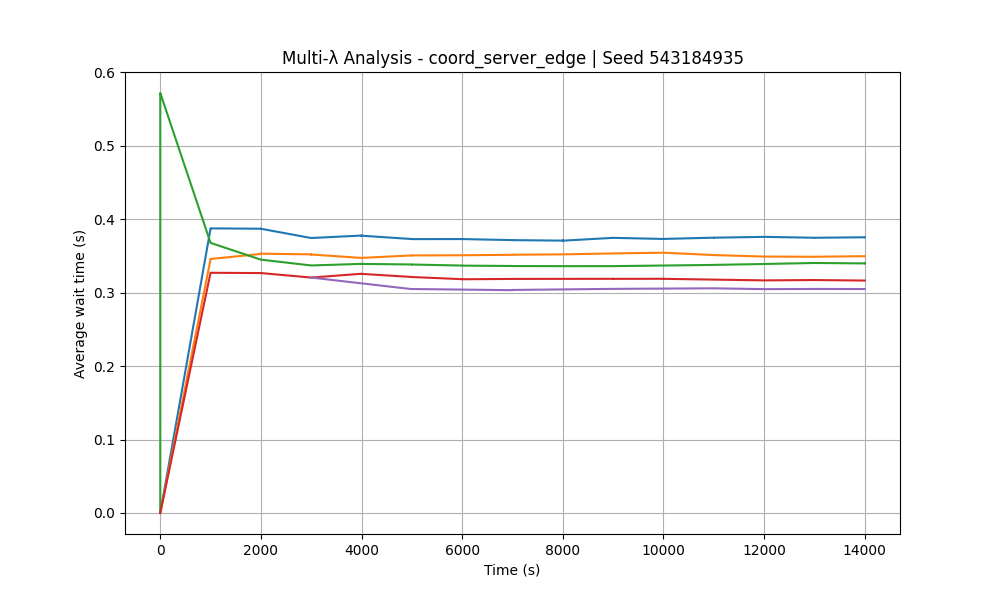 Multi-λ Analysis - coord_server_edge | Seed 543184935
Average wait time (s)
0.6
0.5
0.4
0.3
0.2
0.1
0.0
0 2000 4000 6000 8000 10000 12000 14000
Time (s)